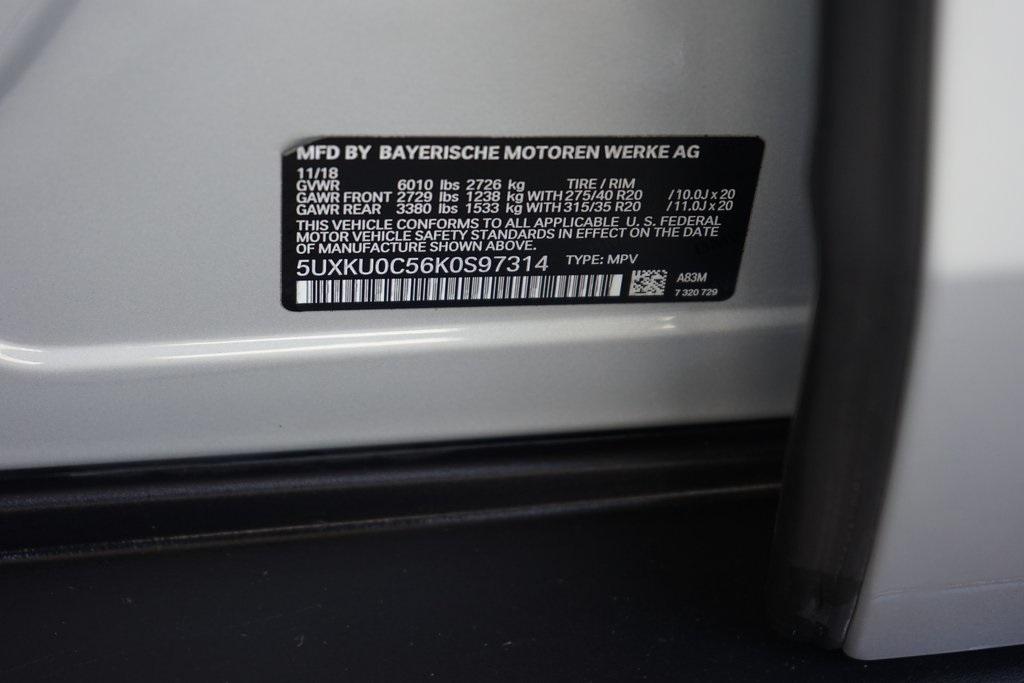 MFD BY BAYERISCHE MOTOREN WERKE AG
11/18
GVWR 6010 lbs 2726 kg TIRE / RIM
GAWR FRONT 2729 lbs 1238 kg WITH 275/40 R20 /10.0J x 20
GAWR REAR 3380 lbs 1533 kg WITH 315/35 R20 /11.0J x 20
THIS VEHICLE CONFORMS TO ALL APPLICABLE U. S. FEDERAL
MOTOR VEHICLE SAFETY STANDARDS IN EFFECT ON THE DATE
OF MANUFACTURE SHOWN ABOVE.
5UXKU0C56K0S97314 TYPE: MPV
A83M
7 320 729